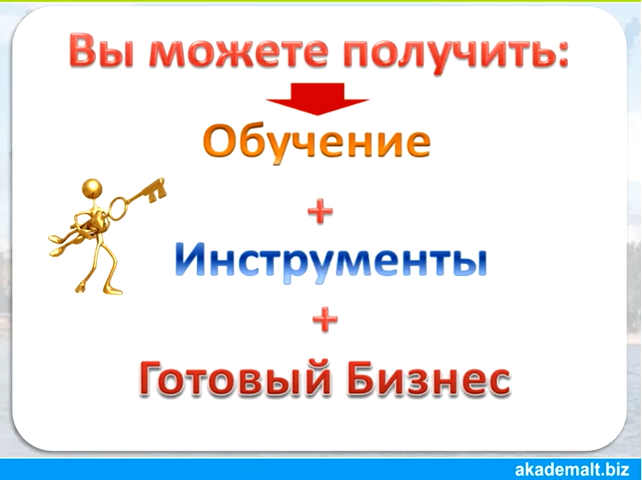 Вы можете получить:
Обучение
+
Инструменты
+
Готовый Бизнес
akademalt.biz